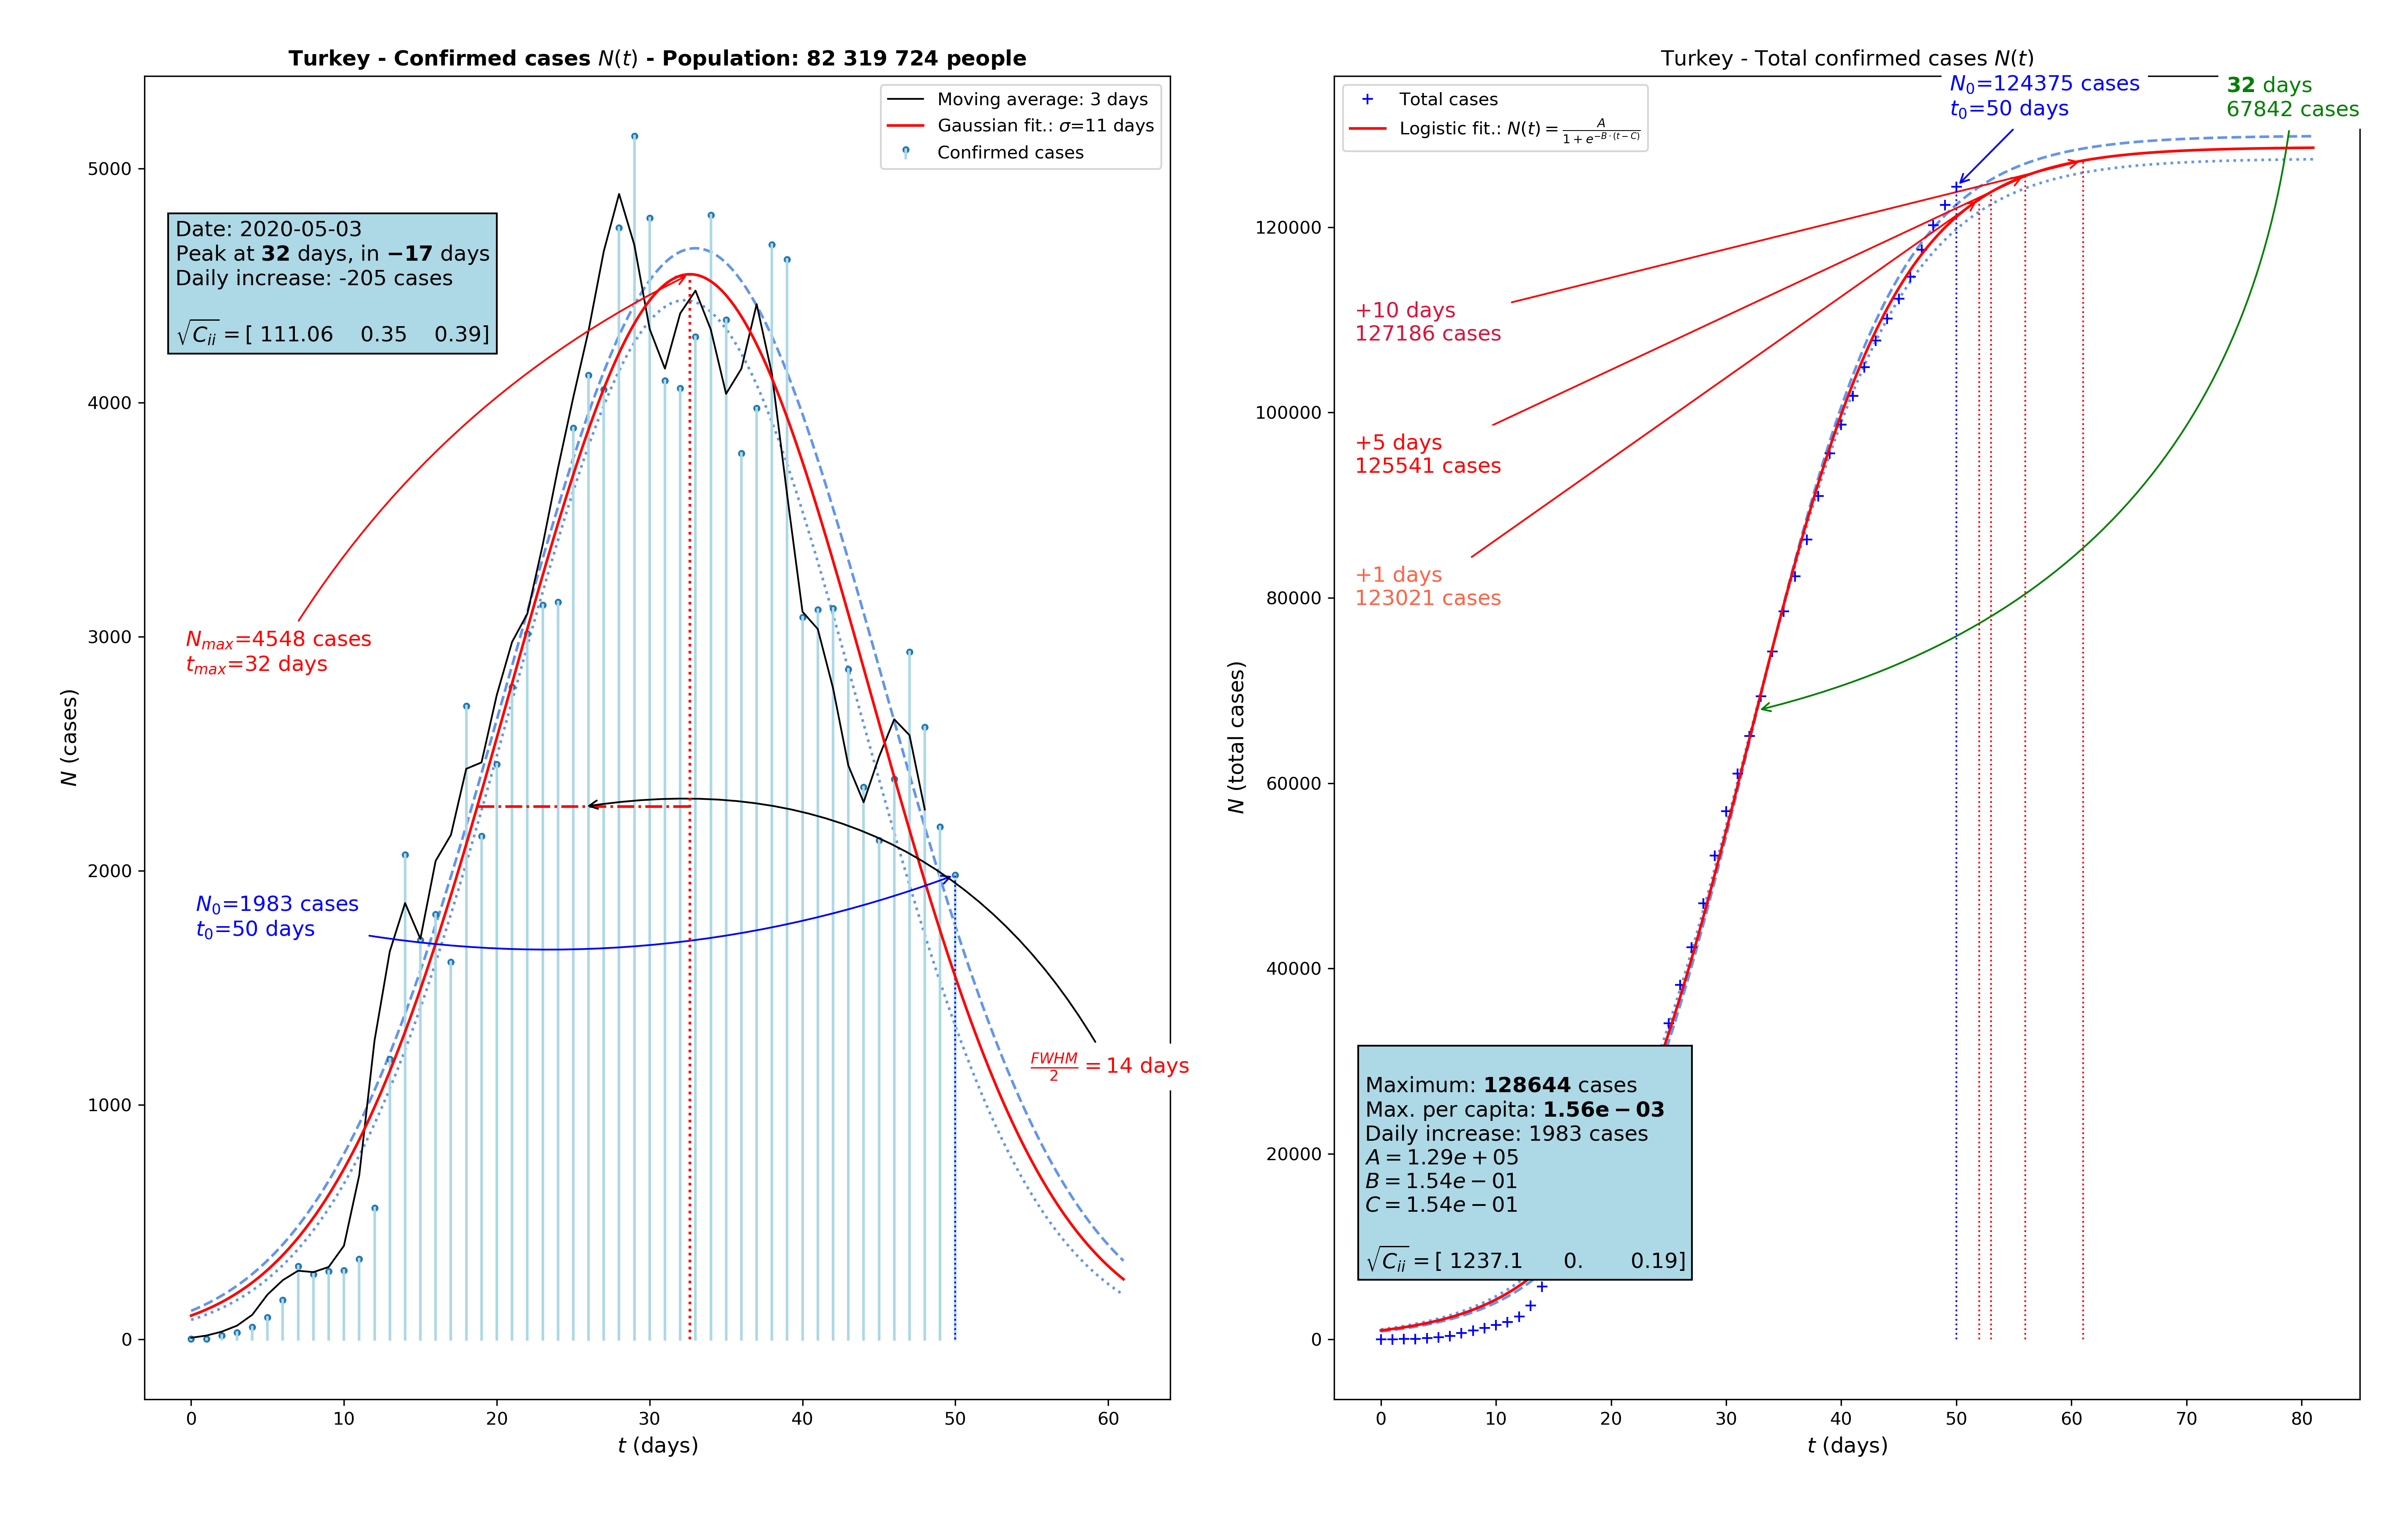 Turkey - Confirmed cases N(t) - Population: 82 319 724 people
Moving average: 3 days
Gaussian fit.: σ=11 days
Confirmed cases
Date: 2020-05-03
Peak at 32 days, in −17 days
Daily increase: -205 cases
√C_ii = [ 111.06 0.35 0.39]
N_max=4548 cases
t_max=32 days
N_0=1983 cases
t_0=50 days
FWHM/2 = 14 days
5000
4000
3000
2000
1000
0
N (cases)
0 10 20 30 40 50 60
t (days)
Turkey - Total confirmed cases N(t)
Total cases
Logistic fit.: N(t) = A/(1+e^{−B·(t−C)})
N_0=124375 cases
t_0=50 days
32 days
67842 cases
+10 days
127186 cases
+5 days
125541 cases
+1 days
123021 cases
Maximum: 128644 cases
Max. per capita: 1.56e − 03
Daily increase: 1983 cases
A = 1.29e + 05
B = 1.54e − 01
C = 1.54e − 01
√C_ii = [ 1237.1 0. 0.19]
120000
100000
80000
60000
40000
20000
0
N (total cases)
0 10 20 30 40 50 60 70 80
t (days)